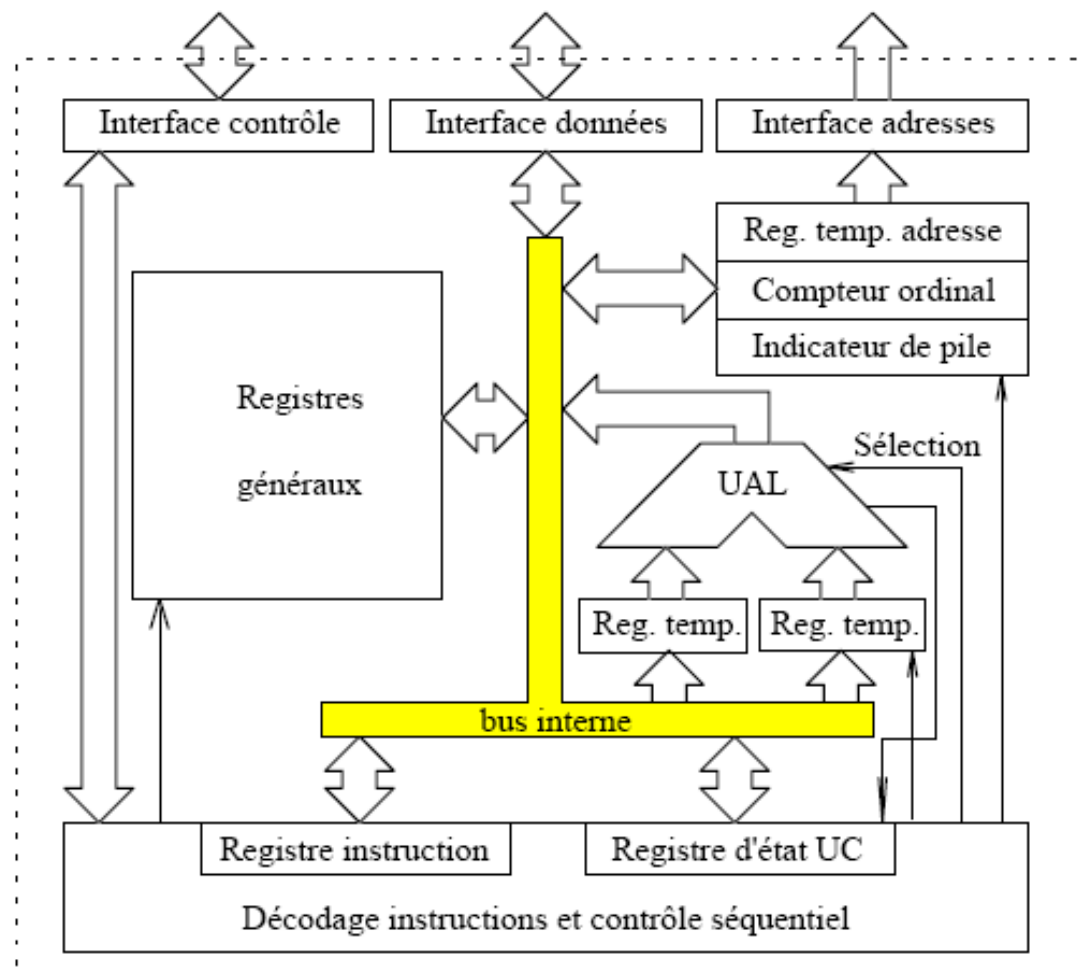 Interface contrôle
Interface données
Interface adresses
Reg. temp. adresse
Compteur ordinal
Indicateur de pile
Registres
généraux
Sélection
UAL
Reg. temp.
Reg. temp.
bus interne
Registre instruction
Registre d'état UC
Décodage instructions et contrôle séquentiel